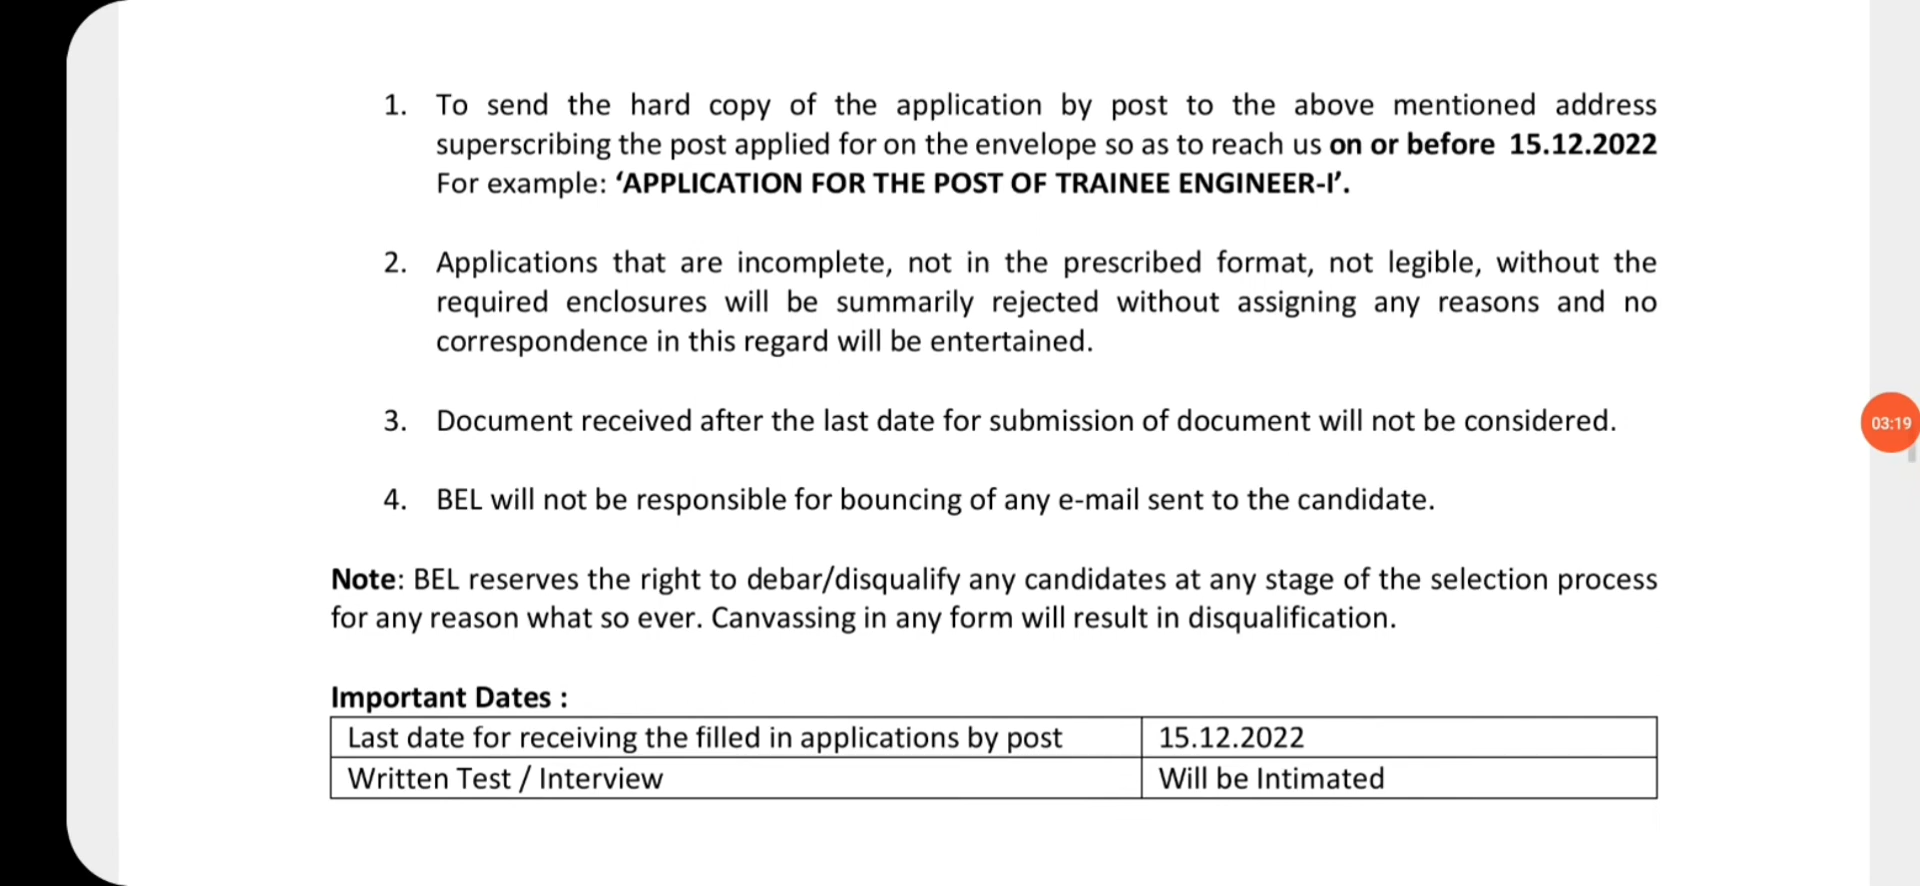 1. To send the hard copy of the application by post to the above mentioned address
superscribing the post applied for on the envelope so as to reach us on or before 15.12.2022
For example: ‘APPLICATION FOR THE POST OF TRAINEE ENGINEER-I’.
2. Applications that are incomplete, not in the prescribed format, not legible, without the
required enclosures will be summarily rejected without assigning any reasons and no
correspondence in this regard will be entertained.
3. Document received after the last date for submission of document will not be considered.
03:19
4. BEL will not be responsible for bouncing of any e-mail sent to the candidate.
Note: BEL reserves the right to debar/disqualify any candidates at any stage of the selection process
for any reason what so ever. Canvassing in any form will result in disqualification.
Important Dates :
Last date for receiving the filled in applications by post 15.12.2022
Written Test / Interview Will be Intimated